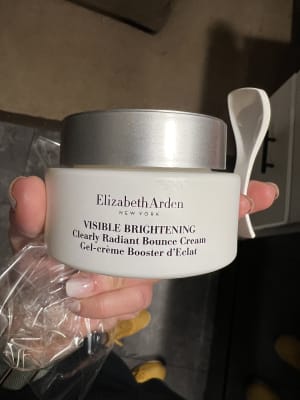 ElizabethArden
NEW YORK
VISIBLE BRIGHTENING
Clearly Radiant Bounce Cream
Gel-crème Booster d'Eclat